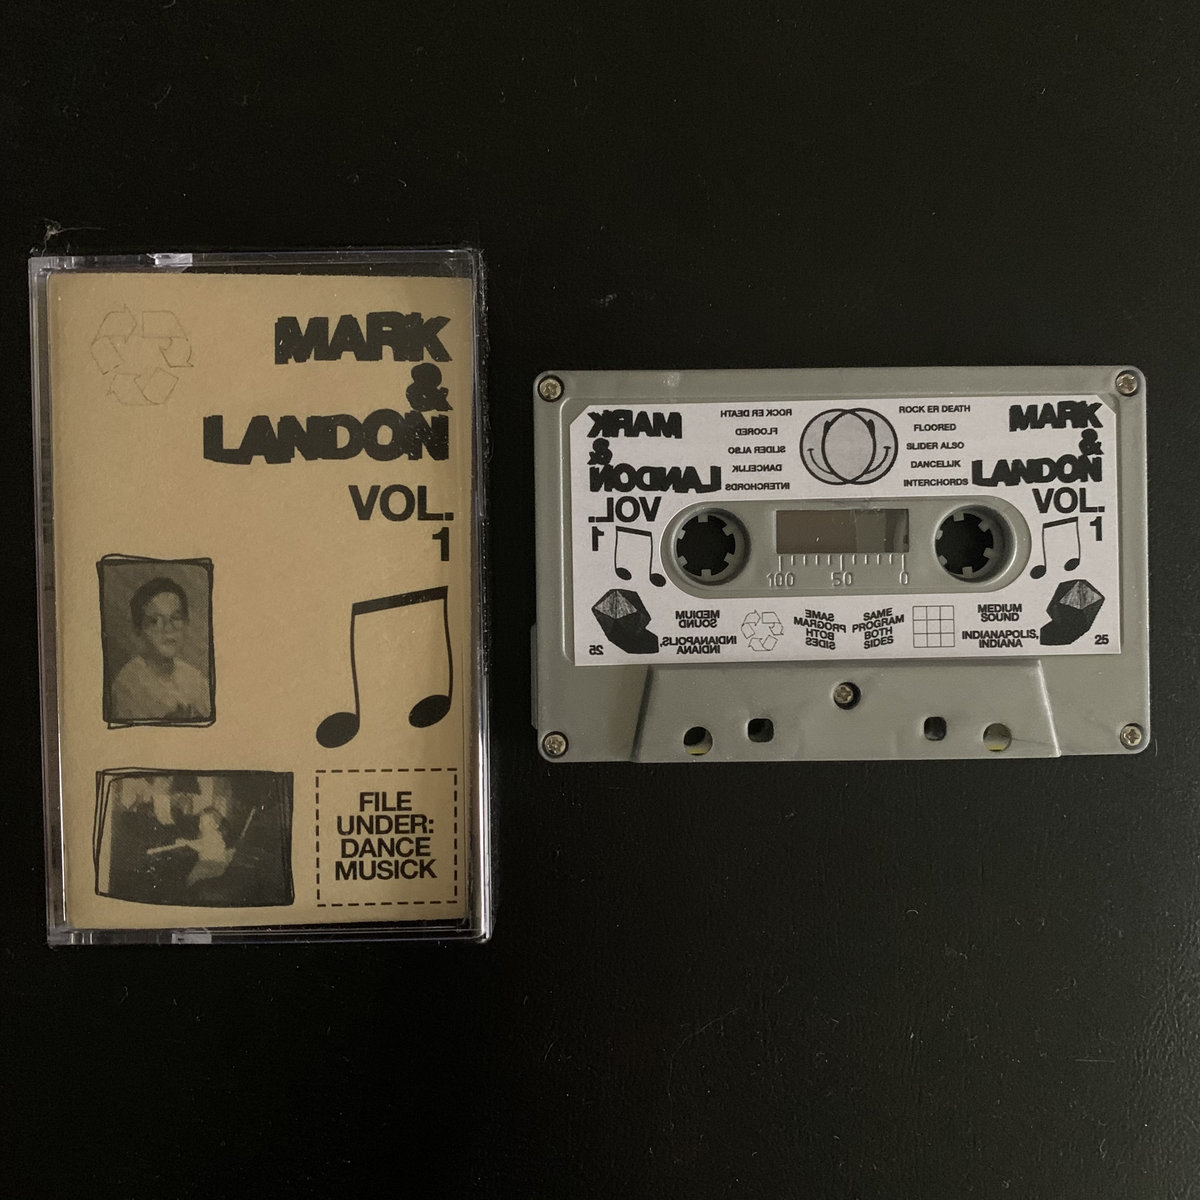 MARK
&
LANDON
VOL.
1
FILE
UNDER:
DANCE
MUSICK
MARK
&
LANDON
VOL.
1
ROCK ER DEATH
FLOORED
SLIDER ALSO
DANCELIJK
INTERCHORDS
ROCK ER DEATH
FLOORED
SLIDER ALSO
DANCELIJK
INTERCHORDS
MARK
&
LANDON
VOL.
1
100 50 0
25
MEDIUM
SOUND
INDIANAPOLIS,
INDIANA
SAME
PROGRAM
BOTH
SIDES
SAME
PROGRAM
BOTH
SIDES
MEDIUM
SOUND
INDIANAPOLIS,
INDIANA
25